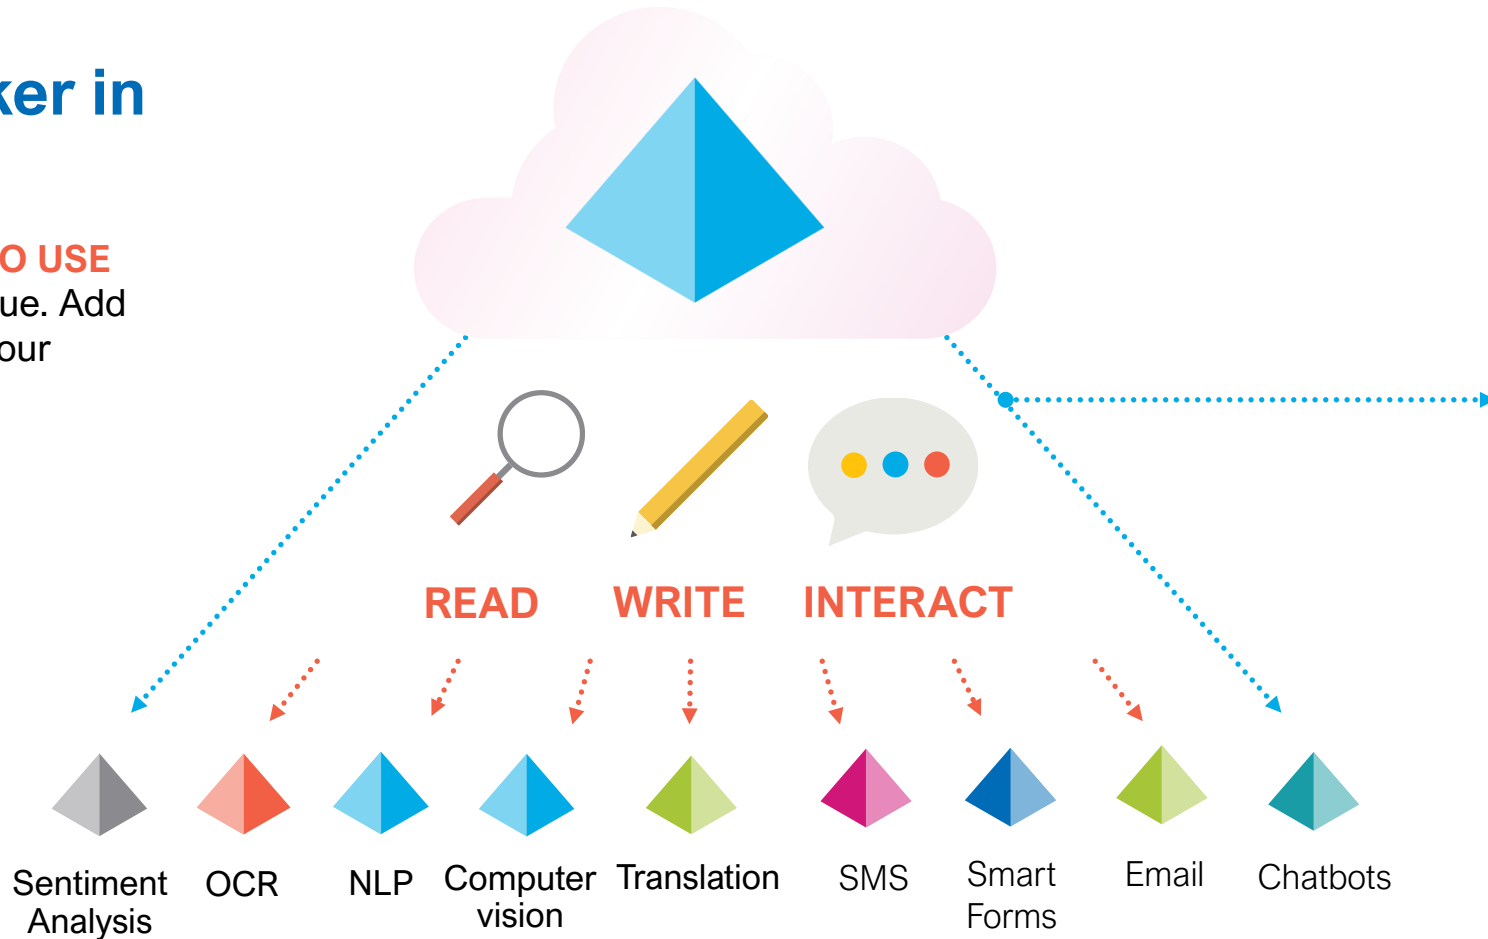 ker in
O USE
ue. Add
our
READ WRITE INTERACT
Sentiment Analysis
OCR
NLP
Computer vision
Translation
SMS
Smart Forms
Email
Chatbots